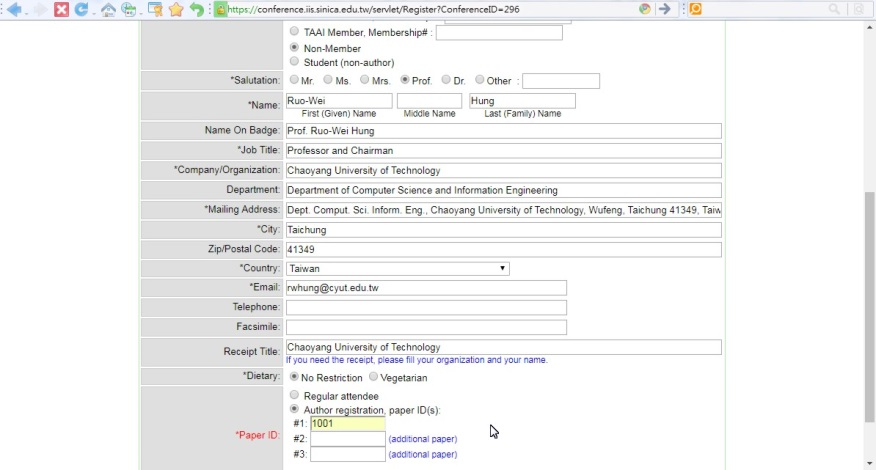 https://conference.iis.sinica.edu.tw/servlet/Register?ConferenceID=296
TAAI Member, Membership# :
Non-Member
Student (non-author)
*Salutation: Mr. Ms. Mrs. Prof. Dr. Other :
*Name: Ruo-Wei Hung
First (Given) Name Middle Name Last (Family) Name
Name On Badge: Prof. Ruo-Wei Hung
*Job Title: Professor and Chairman
*Company/Organization: Chaoyang University of Technology
Department: Department of Computer Science and Information Engineering
*Mailing Address: Dept. Comput. Sci. Inform. Eng., Chaoyang University of Technology, Wufeng, Taichung 41349, Taiw
*City: Taichung
Zip/Postal Code: 41349
*Country: Taiwan
*Email: rwhung@cyut.edu.tw
Telephone:
Facsimile:
Receipt Title: Chaoyang University of Technology
If you need the receipt, please fill your organization and your name.
*Dietary: No Restriction Vegetarian
Regular attendee
Author registration, paper ID(s):
#1: 1001
*Paper ID: #2: (additional paper)
#3: (additional paper)